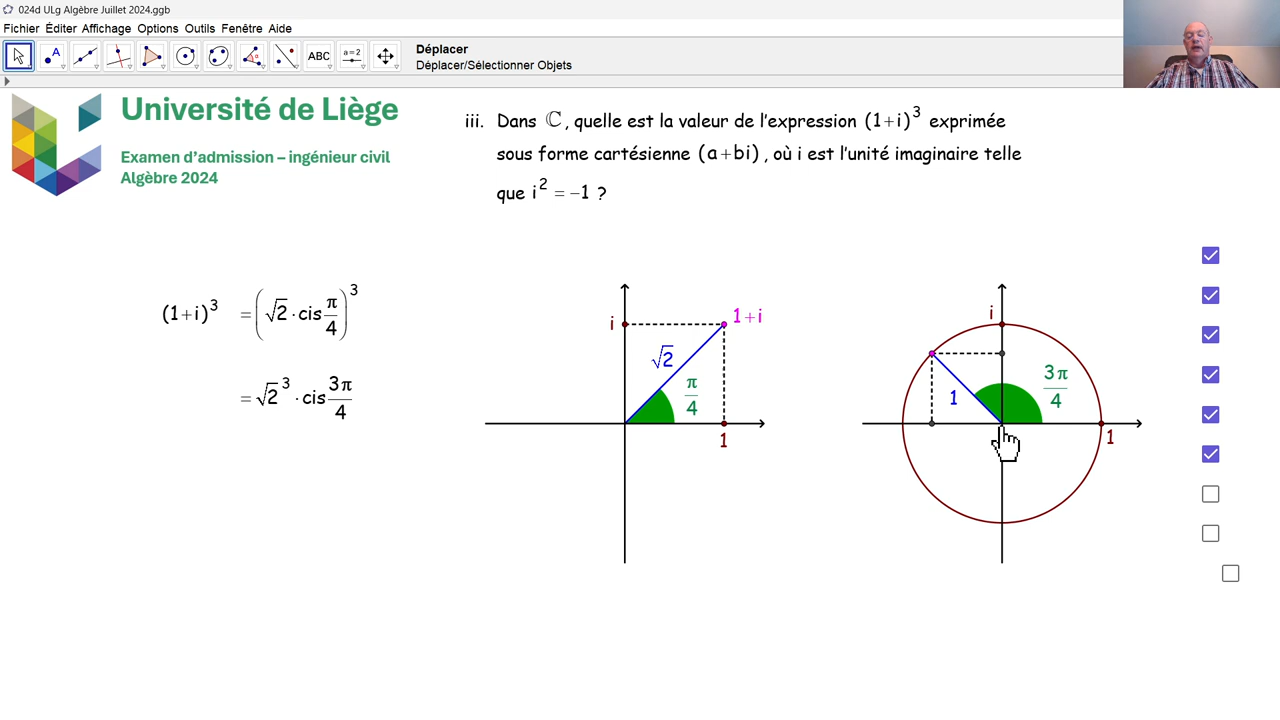 024d ULg Algèbre Juillet 2024.ggb
Fichier Éditer Affichage Options Outils Fenêtre Aide
A
ABC
a=2
Déplacer
Déplacer/Sélectionner Objets
Université de Liège
Examen d’admission – ingénieur civil
Algèbre 2024
iii. Dans ℂ, quelle est la valeur de l’expression (1+i)³ exprimée
sous forme cartésienne (a+bi), où i est l’unité imaginaire telle
que i² = −1 ?
(1+i)³ = (√2 · cis π/4)³
= √2³ · cis 3π/4
i
1+i
√2
π/4
1
i
3π/4
1
1